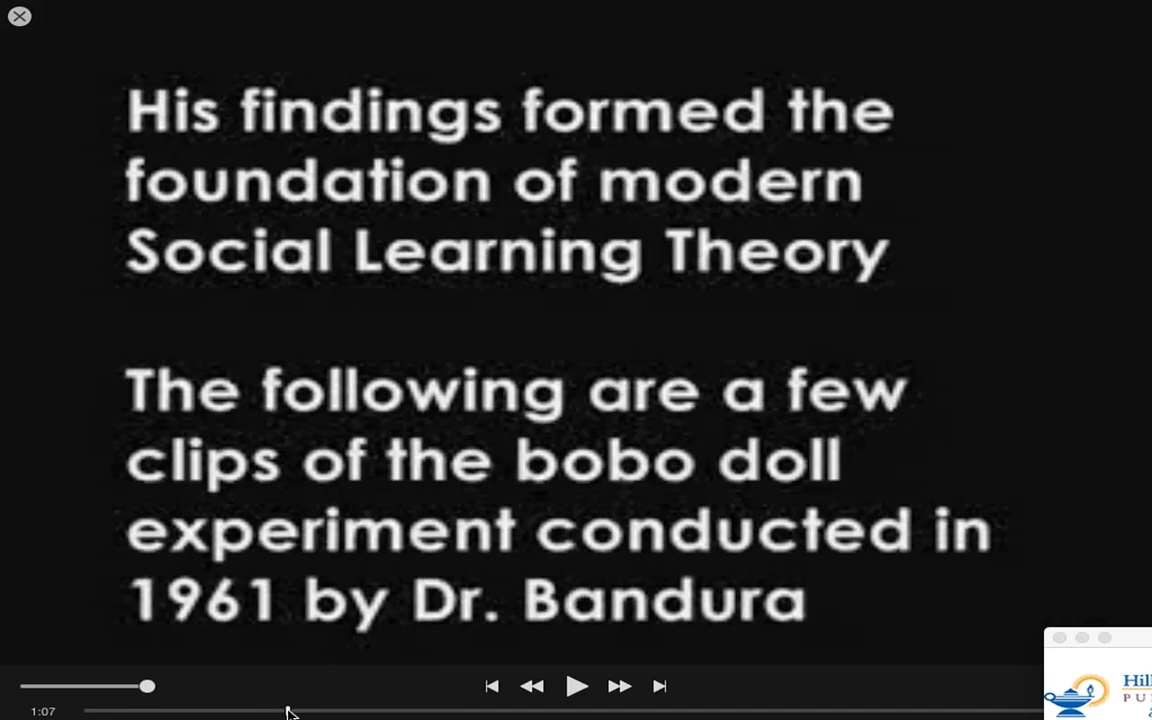 His findings formed the
foundation of modern
Social Learning Theory
The following are a few
clips of the bobo doll
experiment conducted in
1961 by Dr. Bandura
1:07